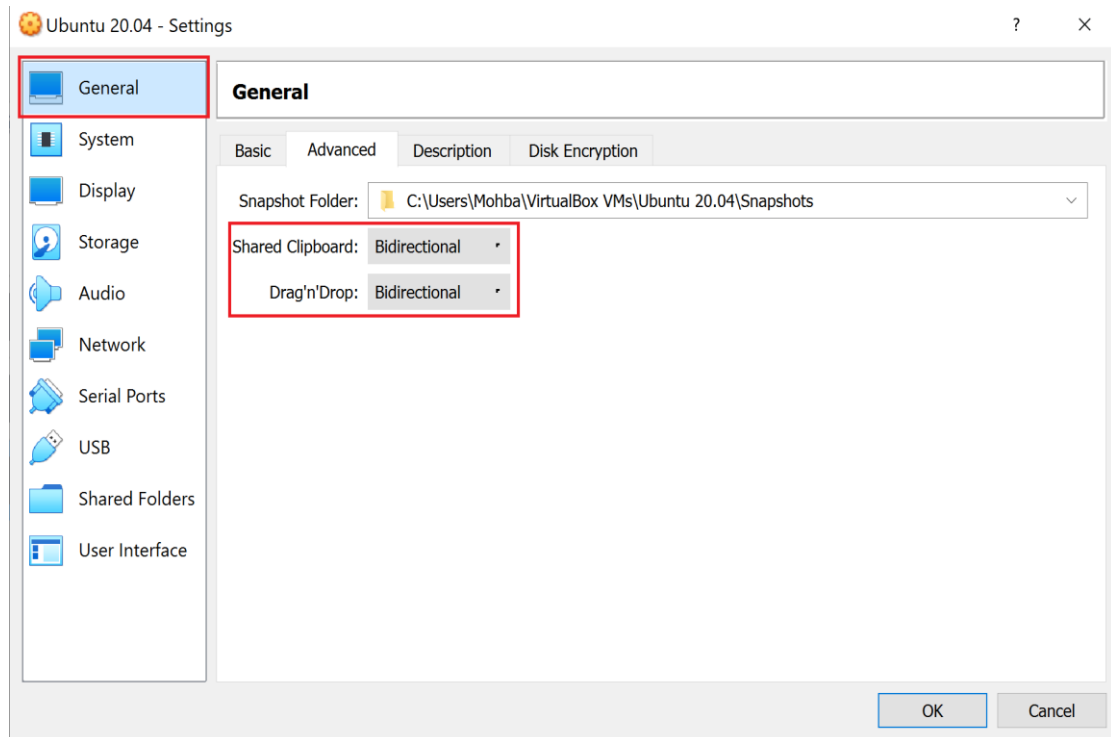 Ubuntu 20.04 - Settings ? ×
General
System
Display
Storage
Audio
Network
Serial Ports
USB
Shared Folders
User Interface
General
Basic Advanced Description Disk Encryption
Snapshot Folder: C:\Users\Mohba\VirtualBox VMs\Ubuntu 20.04\Snapshots
Shared Clipboard: Bidirectional
Drag'n'Drop: Bidirectional
OK Cancel